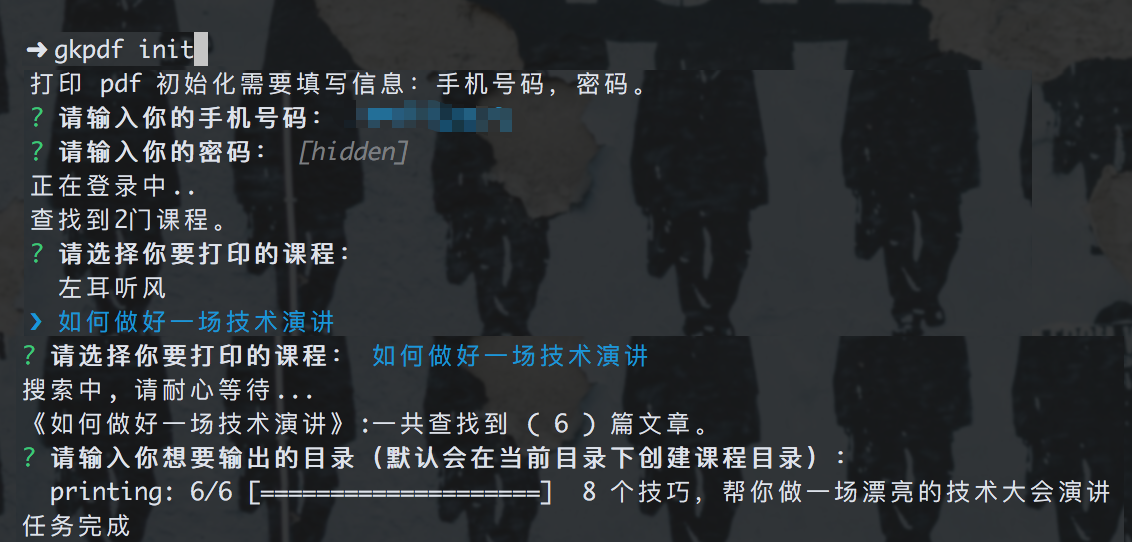 ➜ gkpdf init
打印 pdf 初始化需要填写信息：手机号码，密码。
? 请输入你的手机号码：
? 请输入你的密码： [hidden]
正在登录中..
查找到2门课程。
? 请选择你要打印的课程：
左耳听风
❯ 如何做好一场技术演讲
? 请选择你要打印的课程： 如何做好一场技术演讲
搜索中，请耐心等待...
《如何做好一场技术演讲》:一共查找到 ( 6 ) 篇文章。
? 请输入你想要输出的目录（默认会在当前目录下创建课程目录）：
printing: 6/6 [====================] 8 个技巧，帮你做一场漂亮的技术大会演讲
任务完成